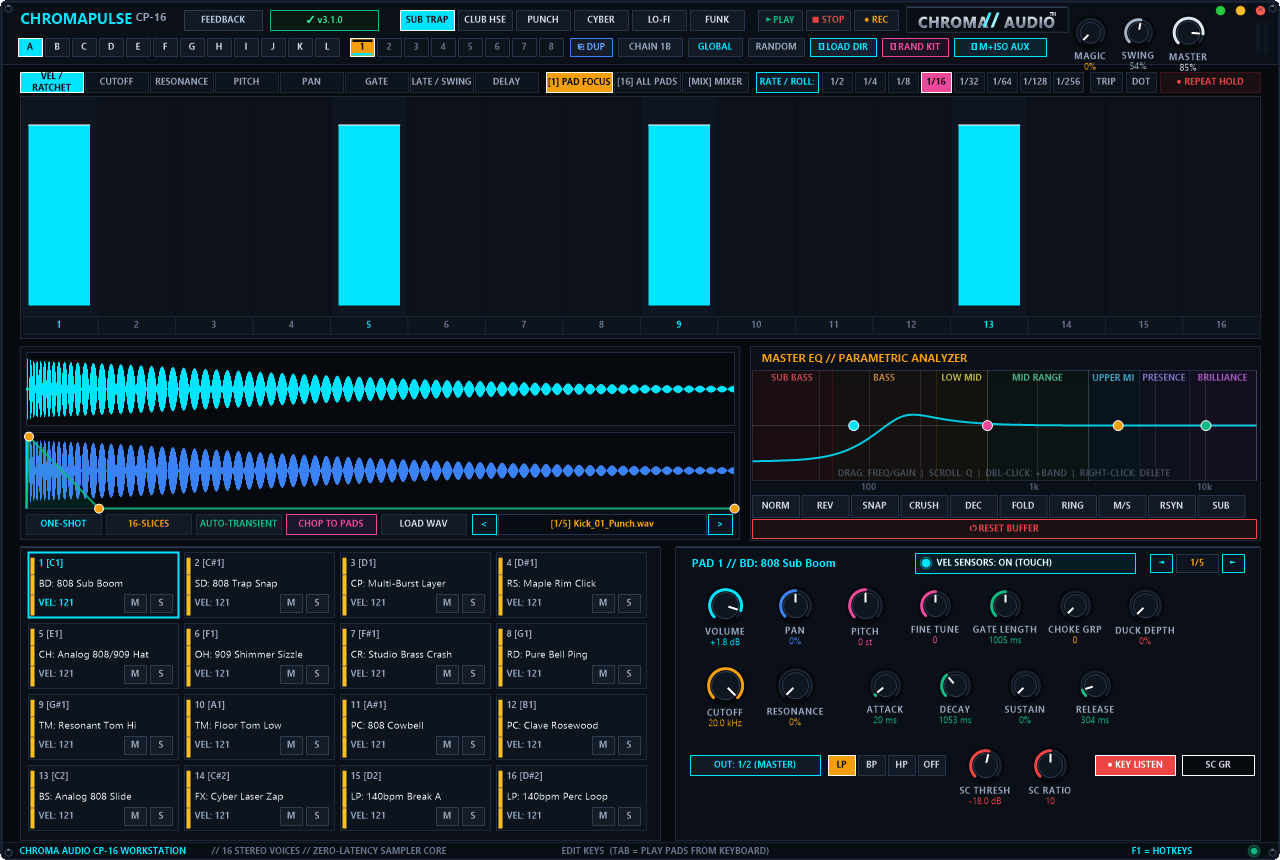 CHROMAPULSE CP-16 FEEDBACK ✓ v3.1.0 SUB TRAP CLUB HSE PUNCH CYBER LO-FI FUNK ▶ PLAY ■ STOP ● REC CHROMA// AUDIO™
A B C D E F G H I J K L 1 2 3 4 5 6 7 8 DUP CHAIN 1B GLOBAL RANDOM LOAD DIR RAND KIT M+ISO AUX
MAGIC SWING MASTER
0% 54% 85%
VEL / RATCHET CUTOFF RESONANCE PITCH PAN GATE LATE / SWING DELAY [1] PAD FOCUS [16] ALL PADS [MIX] MIXER RATE / ROLL: 1/2 1/4 1/8 1/16 1/32 1/64 1/128 1/256 TRIP DOT ● REPEAT HOLD
1 2 3 4 5 6 7 8 9 10 11 12 13 14 15 16
MASTER EQ // PARAMETRIC ANALYZER
SUB BASS BASS LOW MID MID RANGE UPPER MI PRESENCE BRILLIANCE
DRAG: FREQ/GAIN | SCROLL: Q | DBL-CLICK: +BAND | RIGHT-CLICK: DELETE
100 1k 10k
NORM REV SNAP CRUSH DEC FOLD RING M/S RSYN SUB
RESET BUFFER
ONE-SHOT 16-SLICES AUTO-TRANSIENT CHOP TO PADS LOAD WAV < [1/5] Kick_01_Punch.wav >
1 [C1] 2 [C#1] 3 [D1] 4 [D#1]
BD: 808 Sub Boom SD: 808 Trap Snap CP: Multi-Burst Layer RS: Maple Rim Click
VEL: 121 M S VEL: 121 M S VEL: 121 M S VEL: 121 M S
5 [E1] 6 [F1] 7 [F#1] 8 [G1]
CH: Analog 808/909 Hat OH: 909 Shimmer Sizzle CR: Studio Brass Crash RD: Pure Bell Ping
VEL: 121 M S VEL: 121 M S VEL: 121 M S VEL: 121 M S
9 [G#1] 10 [A1] 11 [A#1] 12 [B1]
TM: Resonant Tom Hi TM: Floor Tom Low PC: 808 Cowbell PC: Clave Rosewood
VEL: 121 M S VEL: 121 M S VEL: 121 M S VEL: 121 M S
13 [C2] 14 [C#2] 15 [D2] 16 [D#2]
BS: Analog 808 Slide FX: Cyber Laser Zap LP: 140bpm Break A LP: 140bpm Perc Loop
VEL: 121 M S VEL: 121 M S VEL: 121 M S VEL: 121 M S
PAD 1 // BD: 808 Sub Boom VEL SENSORS: ON (TOUCH) ← 1/5 ←
VOLUME PAN PITCH FINE TUNE GATE LENGTH CHOKE GRP DUCK DEPTH
+1.8 dB 0% 0 st 0 1005 ms 0 0%
CUTOFF RESONANCE ATTACK DECAY SUSTAIN RELEASE
20.0 kHz 0% 20 ms 1053 ms 0% 304 ms
OUT: 1/2 (MASTER) LP BP HP OFF ● KEY LISTEN SC GR
SC THRESH SC RATIO
-18.0 dB 10
CHROMA AUDIO CP-16 WORKSTATION // 16 STEREO VOICES // ZERO-LATENCY SAMPLER CORE EDIT KEYS (TAB = PLAY PADS FROM KEYBOARD) F1 = HOTKEYS